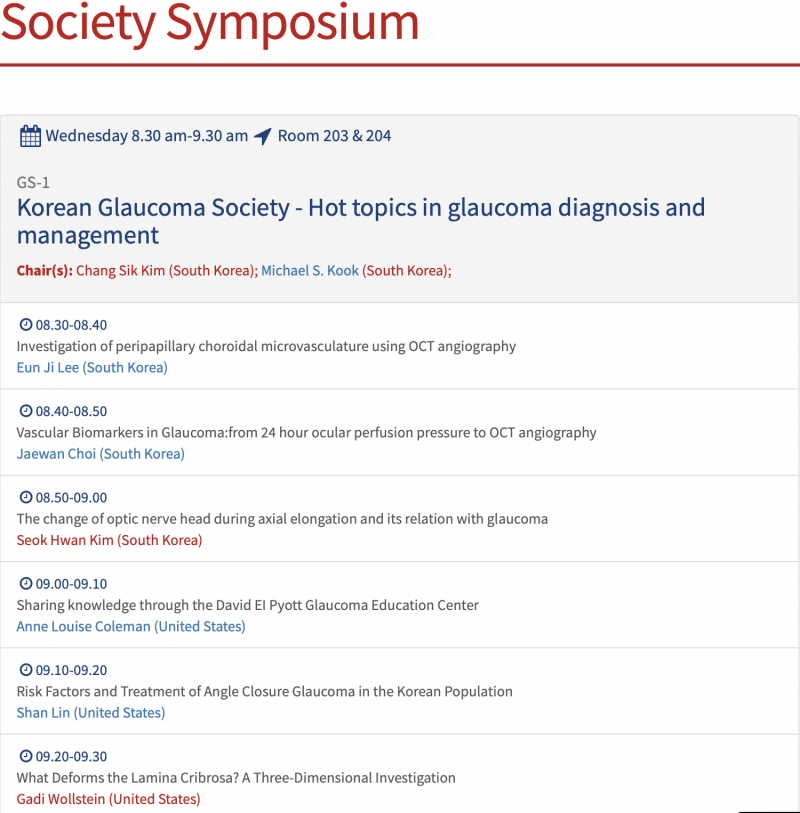 Society Symposium
Wednesday 8.30 am-9.30 am Room 203 & 204
GS-1
Korean Glaucoma Society - Hot topics in glaucoma diagnosis and
management
Chair(s): Chang Sik Kim (South Korea); Michael S. Kook (South Korea);
08.30-08.40
Investigation of peripapillary choroidal microvasculature using OCT angiography
Eun Ji Lee (South Korea)
08.40-08.50
Vascular Biomarkers in Glaucoma:from 24 hour ocular perfusion pressure to OCT angiography
Jaewan Choi (South Korea)
08.50-09.00
The change of optic nerve head during axial elongation and its relation with glaucoma
Seok Hwan Kim (South Korea)
09.00-09.10
Sharing knowledge through the David EI Pyott Glaucoma Education Center
Anne Louise Coleman (United States)
09.10-09.20
Risk Factors and Treatment of Angle Closure Glaucoma in the Korean Population
Shan Lin (United States)
09.20-09.30
What Deforms the Lamina Cribrosa? A Three-Dimensional Investigation
Gadi Wollstein (United States)